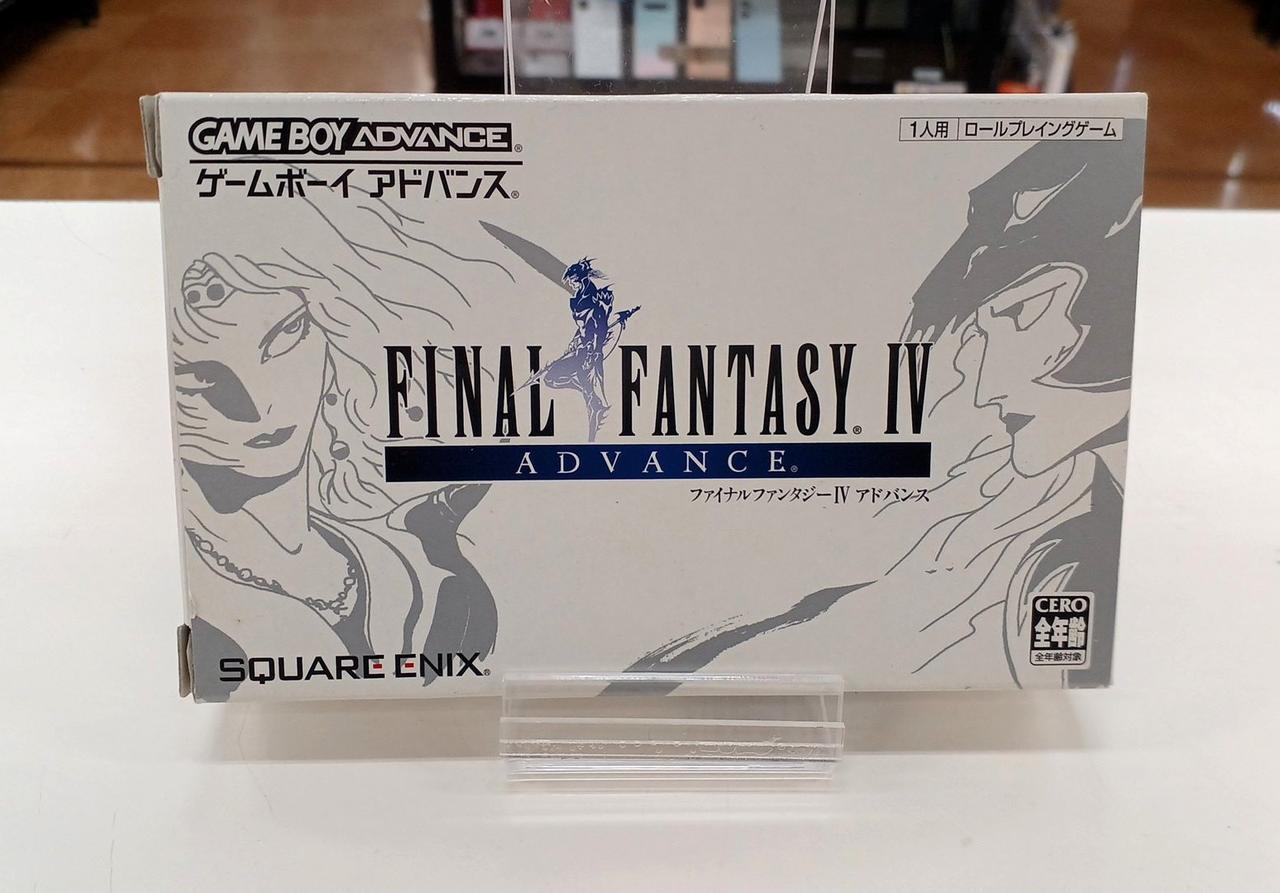 GAME BOY ADVANCE®
ゲームボーイ アドバンス®
1人用 ロールプレイングゲーム
FINAL FANTASY® IV
ADVANCE®
ファイナルファンタジーIV アドバンス
SQUARE ENIX®
CERO
全年齢
全年齢対象